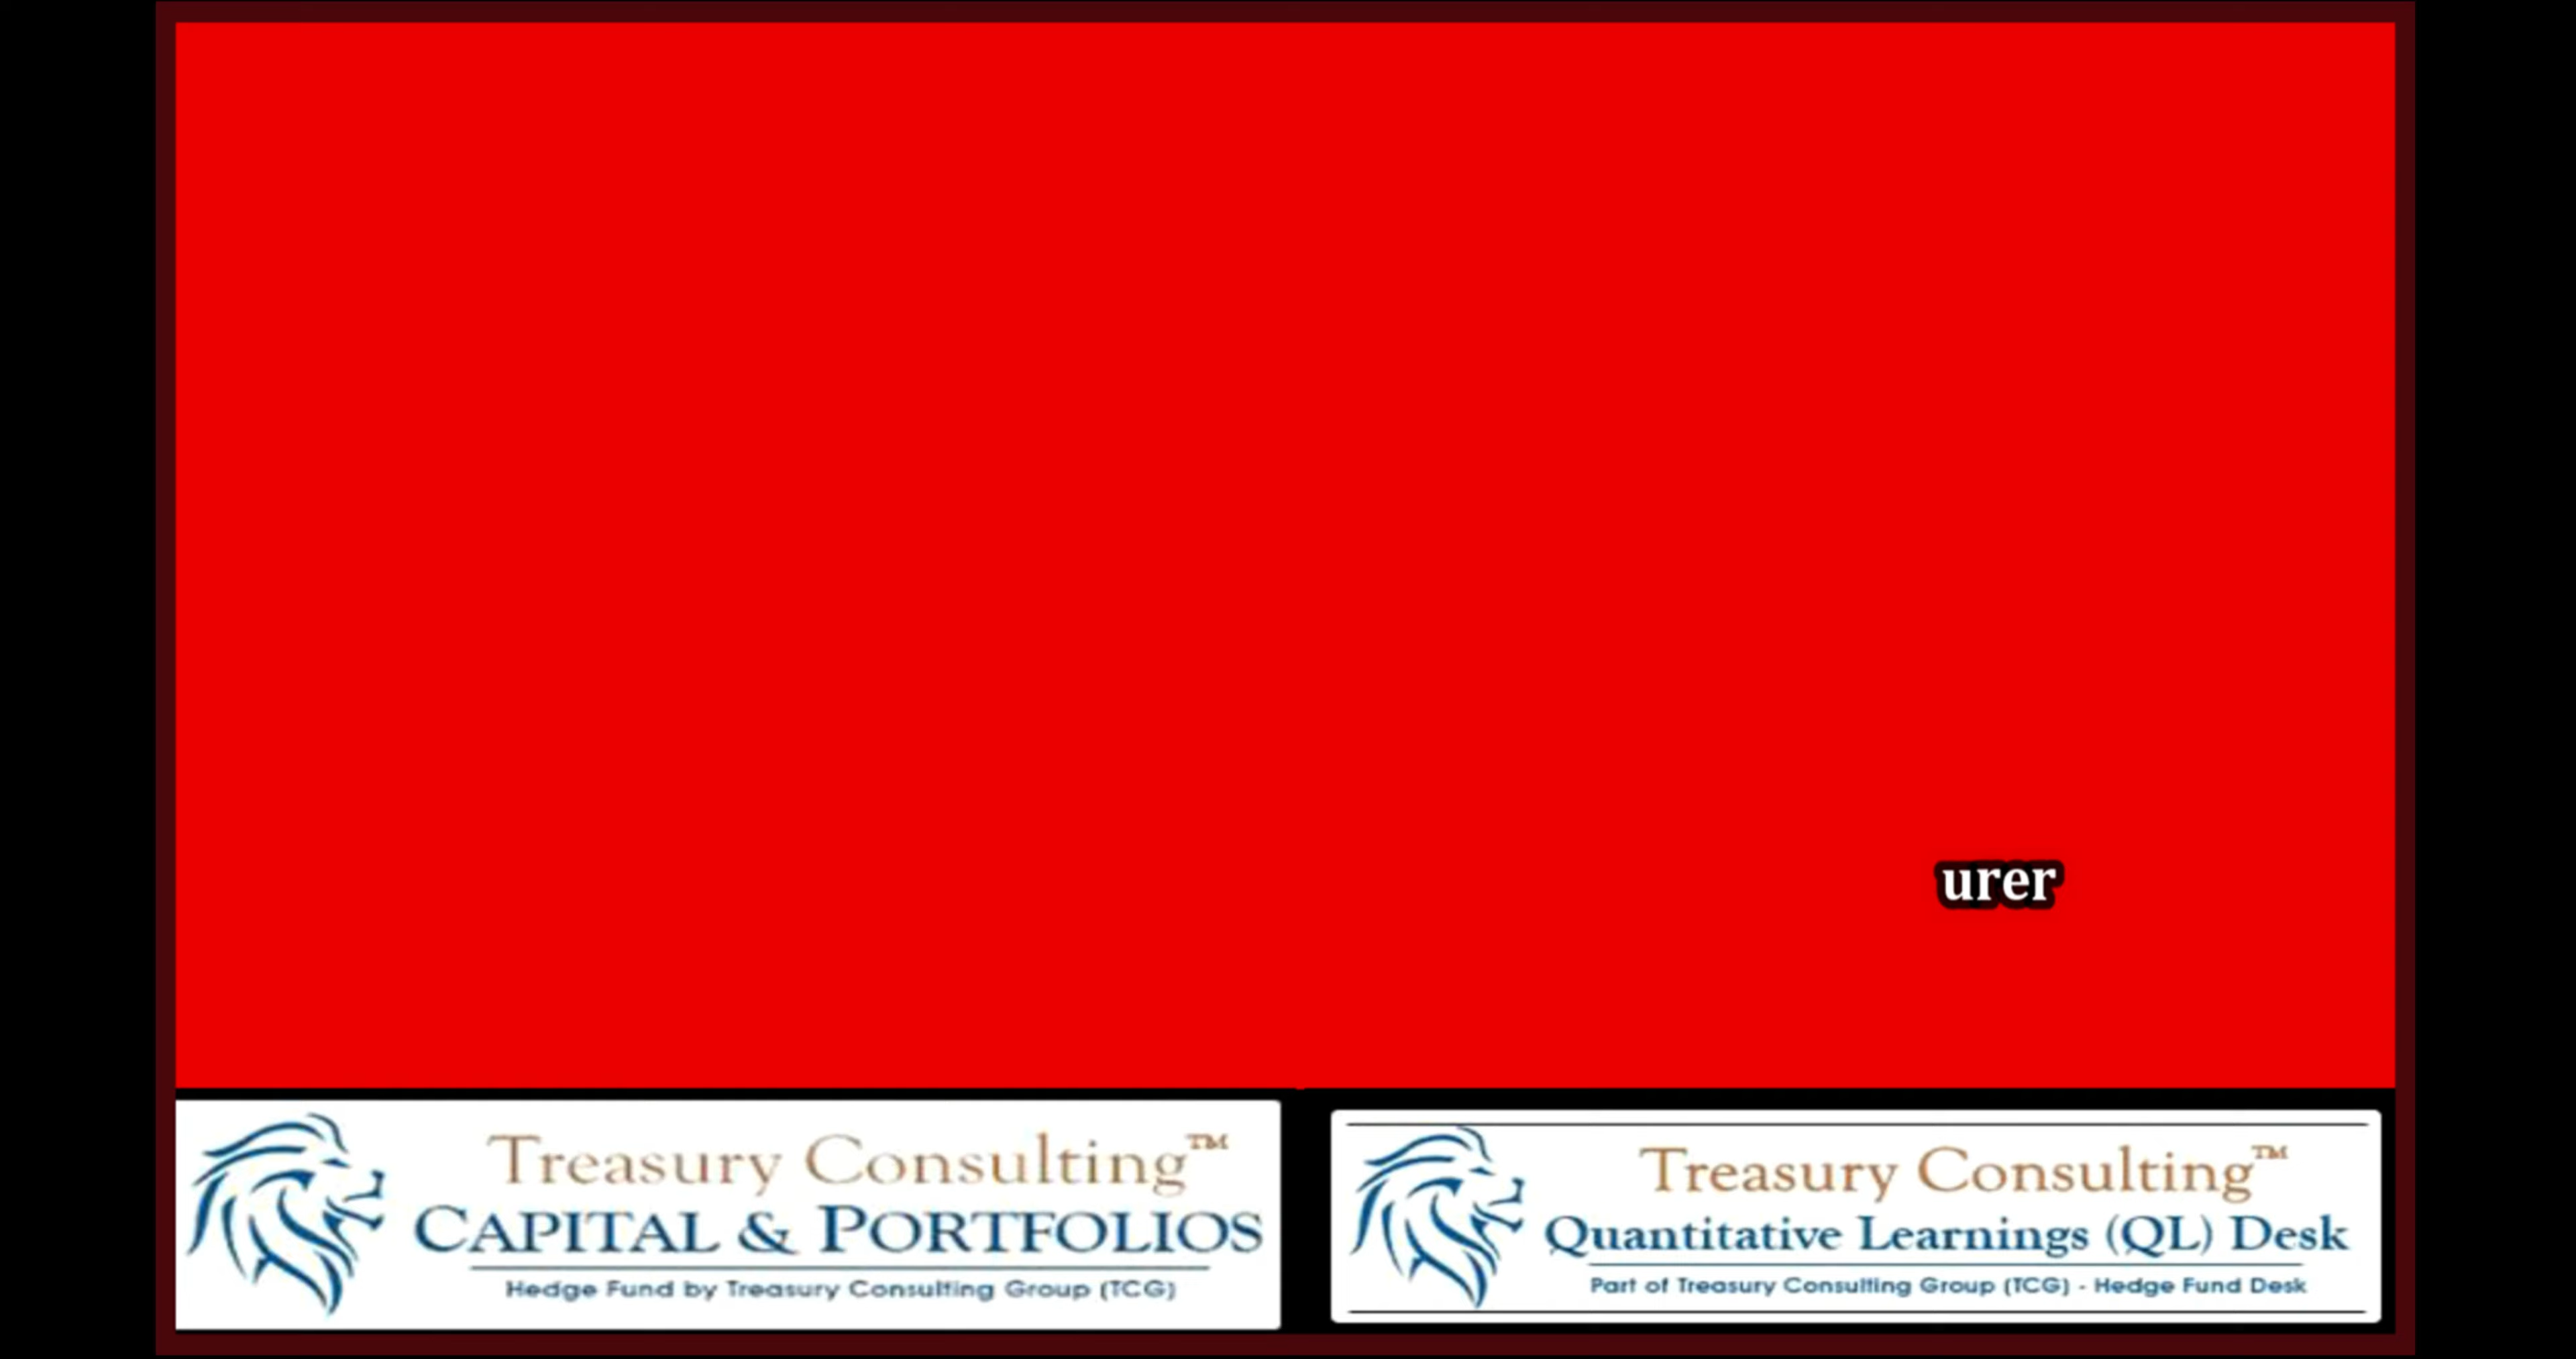 urer
Treasury Consulting™
CAPITAL & PORTFOLIOS
Hedge Fund by Treasury Consulting Group (TCG)
Treasury Consulting™
Quantitative Learnings (QL) Desk
Part of Treasury Consulting Group (TCG) - Hedge Fund Desk